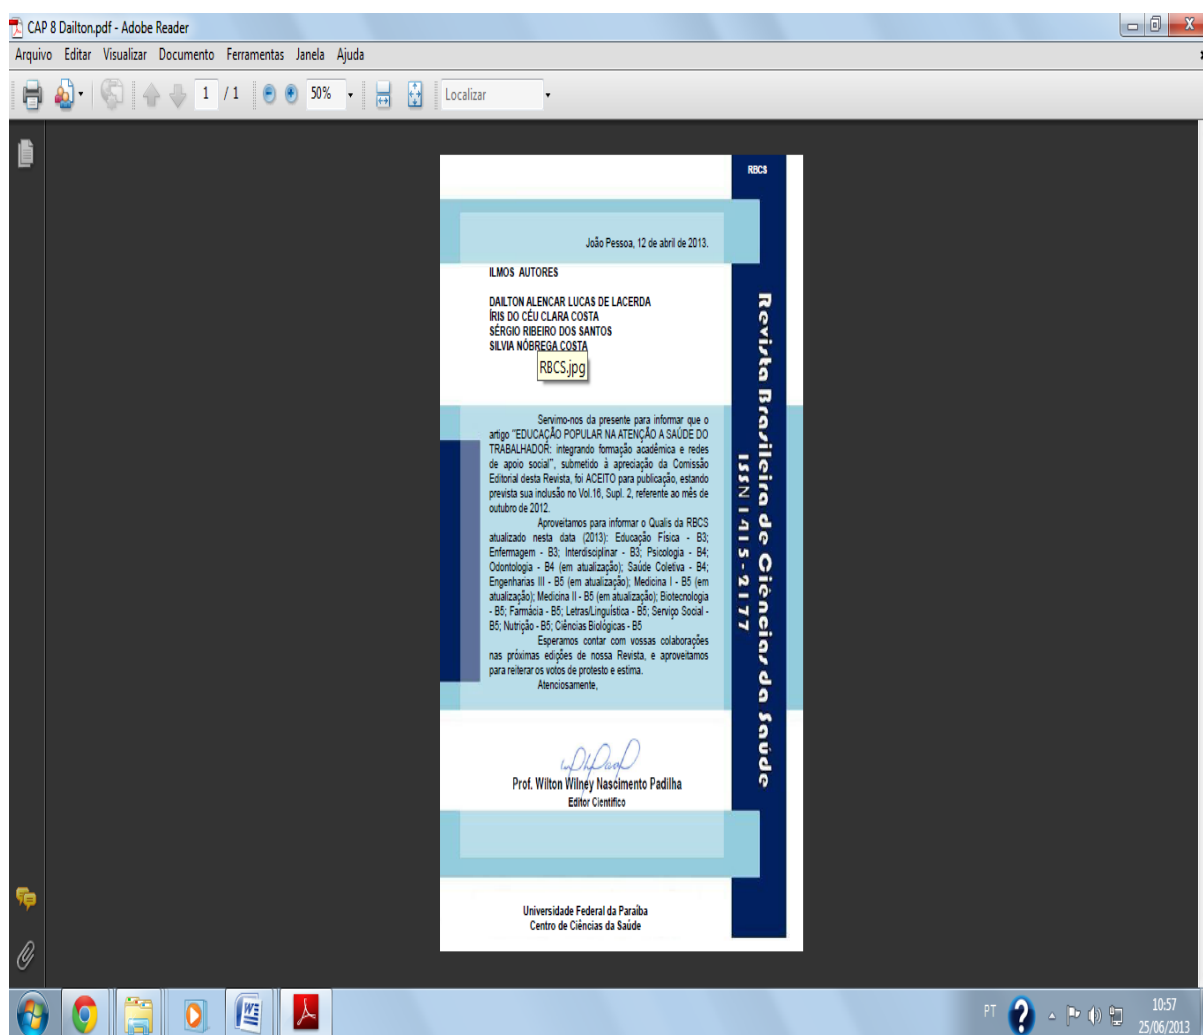 CAP 8 Dailton.pdf - Adobe Reader
Arquivo Editar Visualizar Documento Ferramentas Janela Ajuda
1 / 1 50% Localizar
RBCS
João Pessoa, 12 de abril de 2013.
ILMOS AUTORES
DAILTON ALENCAR LUCAS DE LACERDA
ÍRIS DO CÉU CLARA COSTA
SÉRGIO RIBEIRO DOS SANTOS
SILVIA NÓBREGA COSTA
RBCS.jpg
Servimo-nos da presente para informar que o
artigo "EDUCAÇÃO POPULAR NA ATENÇÃO A SAÚDE DO
TRABALHADOR: integrando formação acadêmica e redes
de apoio social", submetido à apreciação da Comissão
Editorial desta Revista, foi ACEITO para publicação, estando
prevista sua inclusão no Vol.16, Supl. 2, referente ao mês de
outubro de 2012.
Aproveitamos para informar o Qualis da RBCS
atualizado nesta data (2013): Educação Física - B3;
Enfermagem - B3; Interdisciplinar - B3; Psicologia - B4;
Odontologia - B4 (em atualização); Saúde Coletiva - B4;
Engenharias III - B5 (em atualização); Medicina I - B5 (em
atualização); Medicina II - B5 (em atualização); Biotecnologia
- B5; Farmácia - B5; Letras/Linguística - B5; Serviço Social -
B5; Nutrição - B5; Ciências Biológicas - B5
Esperamos contar com vossas colaborações
nas próximas edições de nossa Revista, e aproveitamos
para reiterar os votos de protesto e estima.
Atenciosamente,
Prof. Wilton Wilney Nascimento Padilha
Editor Científico
Universidade Federal da Paraíba
Centro de Ciências da Saúde
Revista Brasileira de Ciências da Saúde
ISSN 1415-2177
PT
10:57
25/06/2013